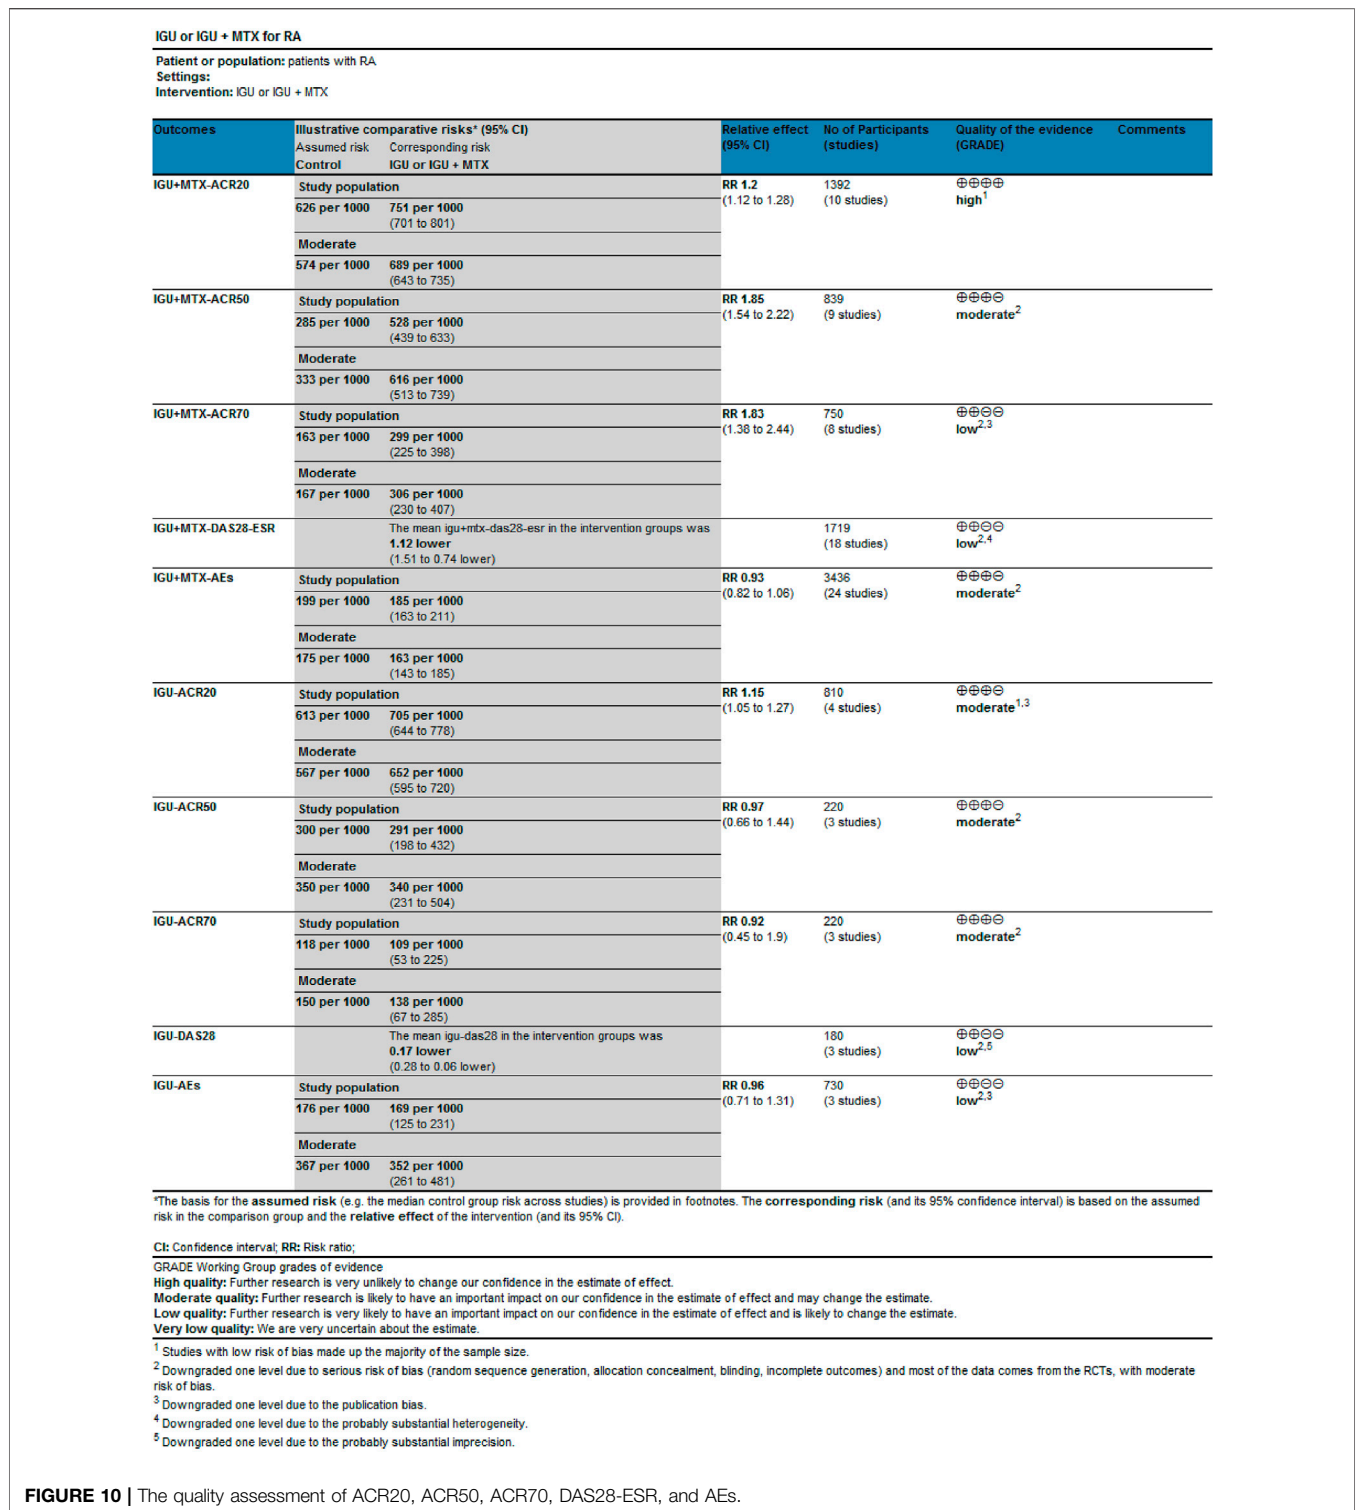 IGU or IGU + MTX for RA
Patient or population: patients with RA
Settings:
Intervention: IGU or IGU + MTX
Outcomes Illustrative comparative risks* (95% CI) Relative effect No of Participants Quality of the evidence Comments
Assumed risk Corresponding risk (95% CI) (studies) (GRADE)
Control IGU or IGU + MTX
IGU+MTX-ACR20 Study population RR 1.2 1392 ⊕⊕⊕⊕
(1.12 to 1.28) (10 studies) high1
626 per 1000 751 per 1000
(701 to 801)
Moderate
574 per 1000 689 per 1000
(643 to 735)
IGU+MTX-ACR50 Study population RR 1.85 839 ⊕⊕⊕⊖
(1.54 to 2.22) (9 studies) moderate2
285 per 1000 528 per 1000
(439 to 633)
Moderate
333 per 1000 616 per 1000
(513 to 739)
IGU+MTX-ACR70 Study population RR 1.83 750 ⊕⊕⊖⊖
(1.38 to 2.44) (8 studies) low2,3
163 per 1000 299 per 1000
(225 to 398)
Moderate
167 per 1000 306 per 1000
(230 to 407)
IGU+MTX-DAS28-ESR The mean igu+mtx-das28-esr in the intervention groups was 1719 ⊕⊕⊖⊖
1.12 lower (18 studies) low2,4
(1.51 to 0.74 lower)
IGU+MTX-AEs Study population RR 0.93 3436 ⊕⊕⊕⊖
(0.82 to 1.06) (24 studies) moderate2
199 per 1000 185 per 1000
(163 to 211)
Moderate
175 per 1000 163 per 1000
(143 to 185)
IGU-ACR20 Study population RR 1.15 810 ⊕⊕⊕⊖
(1.05 to 1.27) (4 studies) moderate1,3
613 per 1000 705 per 1000
(644 to 778)
Moderate
567 per 1000 652 per 1000
(595 to 720)
IGU-ACR50 Study population RR 0.97 220 ⊕⊕⊕⊖
(0.66 to 1.44) (3 studies) moderate2
300 per 1000 291 per 1000
(198 to 432)
Moderate
350 per 1000 340 per 1000
(231 to 504)
IGU-ACR70 Study population RR 0.92 220 ⊕⊕⊕⊖
(0.45 to 1.9) (3 studies) moderate2
118 per 1000 109 per 1000
(53 to 225)
Moderate
150 per 1000 138 per 1000
(67 to 285)
IGU-DAS28 The mean igu-das28 in the intervention groups was 180 ⊕⊕⊖⊖
0.17 lower (3 studies) low2,5
(0.28 to 0.06 lower)
IGU-AEs Study population RR 0.96 730 ⊕⊕⊖⊖
(0.71 to 1.31) (3 studies) low2,3
176 per 1000 169 per 1000
(125 to 231)
Moderate
367 per 1000 352 per 1000
(261 to 481)
*The basis for the assumed risk (e.g. the median control group risk across studies) is provided in footnotes. The corresponding risk (and its 95% confidence interval) is based on the assumed
risk in the comparison group and the relative effect of the intervention (and its 95% CI).
CI: Confidence interval; RR: Risk ratio;
GRADE Working Group grades of evidence
High quality: Further research is very unlikely to change our confidence in the estimate of effect.
Moderate quality: Further research is likely to have an important impact on our confidence in the estimate of effect and may change the estimate.
Low quality: Further research is very likely to have an important impact on our confidence in the estimate of effect and is likely to change the estimate.
Very low quality: We are very uncertain about the estimate.
1 Studies with low risk of bias made up the majority of the sample size.
2 Downgraded one level due to serious risk of bias (random sequence generation, allocation concealment, blinding, incomplete outcomes) and most of the data comes from the RCTs, with moderate
risk of bias.
3 Downgraded one level due to the publication bias.
4 Downgraded one level due to the probably substantial heterogeneity.
5 Downgraded one level due to the probably substantial imprecision.
FIGURE 10 | The quality assessment of ACR20, ACR50, ACR70, DAS28-ESR, and AEs.